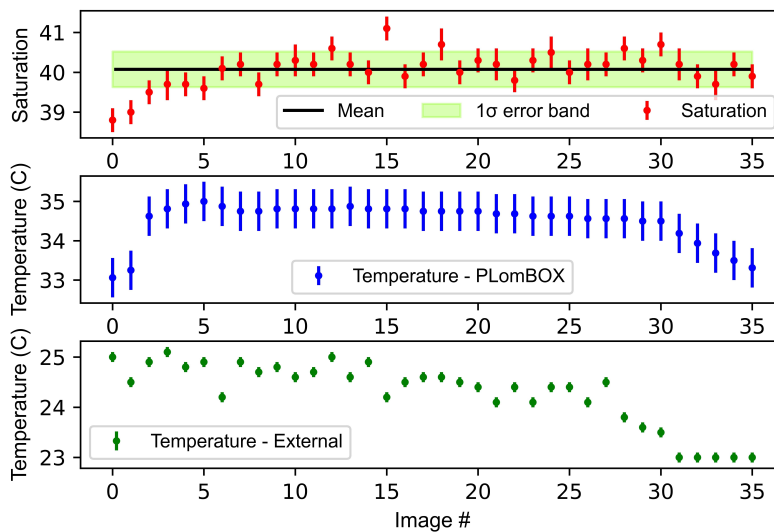 41
40
39
Saturation
Mean
1σ error band
Saturation
0 5 10 15 20 25 30 35
35
34
33
Temperature (C)
Temperature - PLomBOX
0 5 10 15 20 25 30 35
25
24
23
Temperature (C)
Temperature - External
0 5 10 15 20 25 30 35
Image #